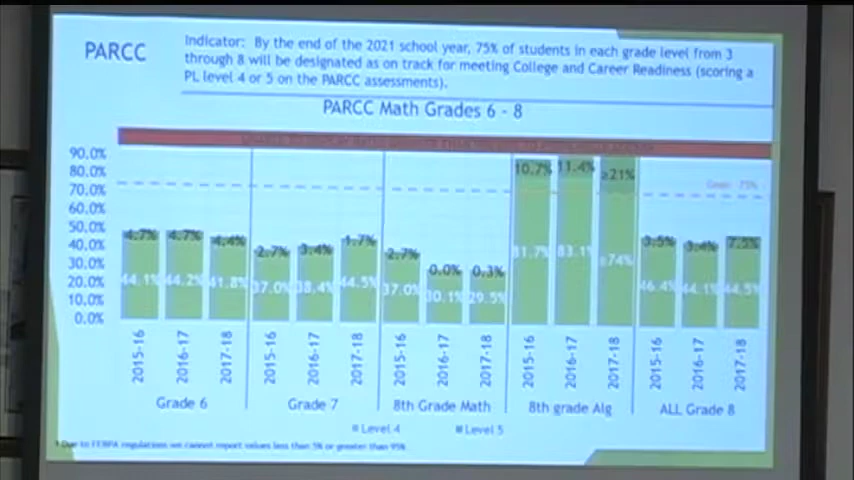 PARCC
Indicator: By the end of the 2021 school year, 75% of students in each grade level from 3
through 8 will be designated as on track for meeting College and Career Readiness (scoring a
PL level 4 or 5 on the PARCC assessments).
PARCC Math Grades 6 - 8
90.0%
80.0%
70.0%
60.0%
50.0%
40.0%
30.0%
20.0%
10.0%
0.0%
Goal: 75%
4.7% 4.7% 4.4% 2.7% 3.4% 1.7% 2.7% 0.0% 0.3% 10.7% 11.4% ≥21% 3.5% 3.4% 7.5%
44.1% 44.2% 41.8% 37.0% 38.4% 44.5% 37.0% 30.1% 29.5% 81.7% 83.1% 74% 46.4% 44.1% 44.5%
2015-16 2016-17 2017-18 2015-16 2016-17 2017-18 2015-16 2016-17 2017-18 2015-16 2016-17 2017-18 2015-16 2016-17 2017-18
Grade 6 Grade 7 8th Grade Math 8th grade Alg ALL Grade 8
Level 4 Level 5
Due to FERPA regulations we cannot report values less than 5% or greater than 95%